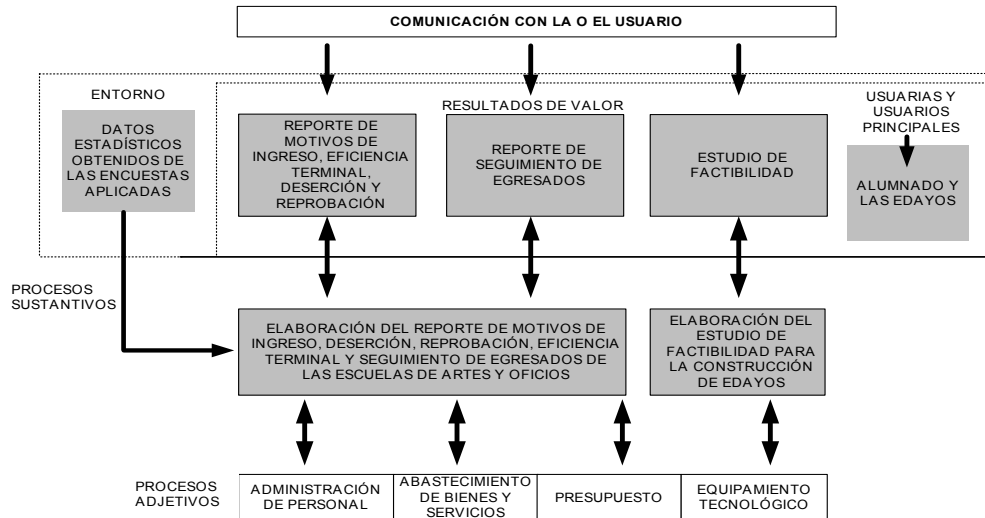 COMUNICACIÓN CON LA O EL USUARIO
ENTORNO
DATOS
ESTADÍSTICOS
OBTENIDOS DE
LAS ENCUESTAS
APLICADAS
RESULTADOS DE VALOR
REPORTE DE
MOTIVOS DE
INGRESO, EFICIENCIA
TERMINAL,
DESERCIÓN Y
REPROBACIÓN
REPORTE DE
SEGUIMIENTO DE
EGRESADOS
ESTUDIO DE
FACTIBILIDAD
USUARIAS Y
USUARIOS
PRINCIPALES
ALUMNADO Y
LAS EDAYOS
PROCESOS
SUSTANTIVOS
ELABORACIÓN DEL REPORTE DE MOTIVOS DE
INGRESO, DESERCIÓN, REPROBACIÓN, EFICIENCIA
TERMINAL Y SEGUIMIENTO DE EGRESADOS DE
LAS ESCUELAS DE ARTES Y OFICIOS
ELABORACIÓN DEL
ESTUDIO DE
FACTIBILIDAD PARA
LA CONSTRUCCIÓN
DE EDAYOS
PROCESOS
ADJETIVOS
ADMINISTRACIÓN
DE PERSONAL
ABASTECIMIENTO
DE BIENES Y
SERVICIOS
PRESUPUESTO
EQUIPAMIENTO
TECNOLÓGICO